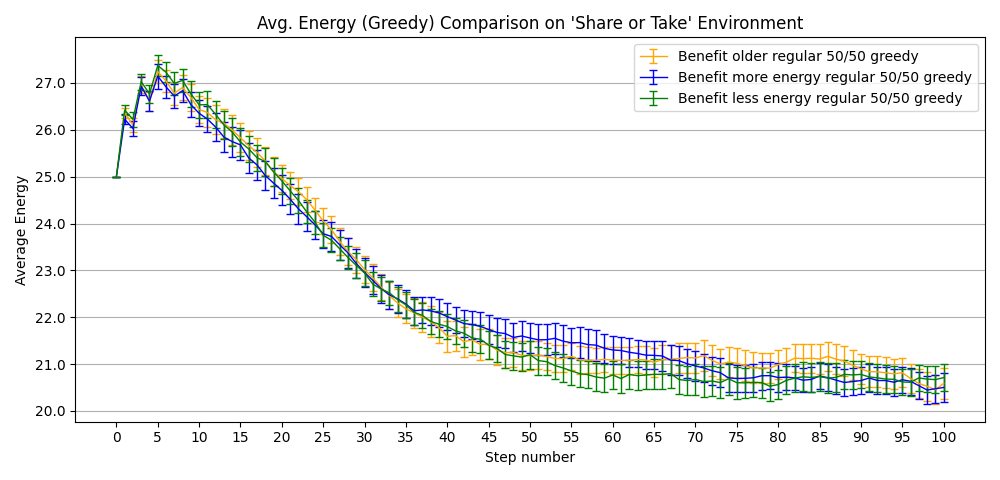 Avg. Energy (Greedy) Comparison on 'Share or Take' Environment
Benefit older regular 50/50 greedy
Benefit more energy regular 50/50 greedy
Benefit less energy regular 50/50 greedy
Average Energy
27.0
26.0
25.0
24.0
23.0
22.0
21.0
20.0
0 5 10 15 20 25 30 35 40 45 50 55 60 65 70 75 80 85 90 95 100
Step number